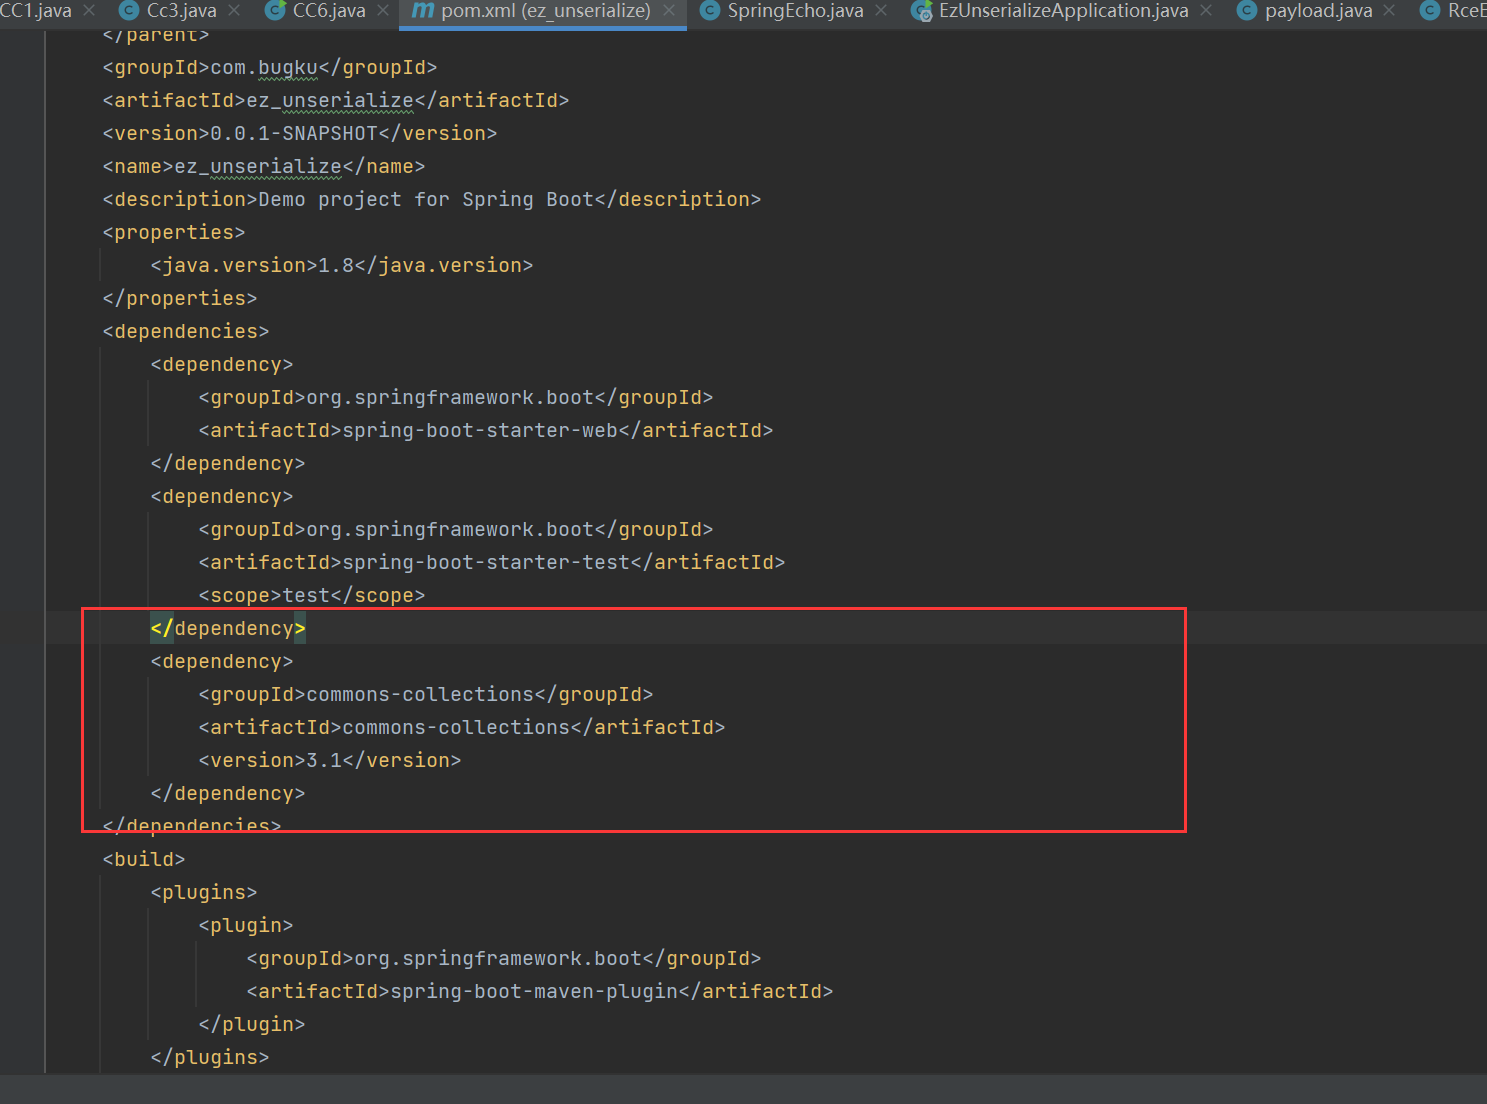 CC1.java Cc3.java CC6.java pom.xml (ez_unserialize) SpringEcho.java EzUnserializeApplication.java payload.java RceE
</parent>
<groupId>com.bugku</groupId>
<artifactId>ez_unserialize</artifactId>
<version>0.0.1-SNAPSHOT</version>
<name>ez_unserialize</name>
<description>Demo project for Spring Boot</description>
<properties>
<java.version>1.8</java.version>
</properties>
<dependencies>
<dependency>
<groupId>org.springframework.boot</groupId>
<artifactId>spring-boot-starter-web</artifactId>
</dependency>
<dependency>
<groupId>org.springframework.boot</groupId>
<artifactId>spring-boot-starter-test</artifactId>
<scope>test</scope>
</dependency>
<dependency>
<groupId>commons-collections</groupId>
<artifactId>commons-collections</artifactId>
<version>3.1</version>
</dependency>
</dependencies>
<build>
<plugins>
<plugin>
<groupId>org.springframework.boot</groupId>
<artifactId>spring-boot-maven-plugin</artifactId>
</plugin>
</plugins>